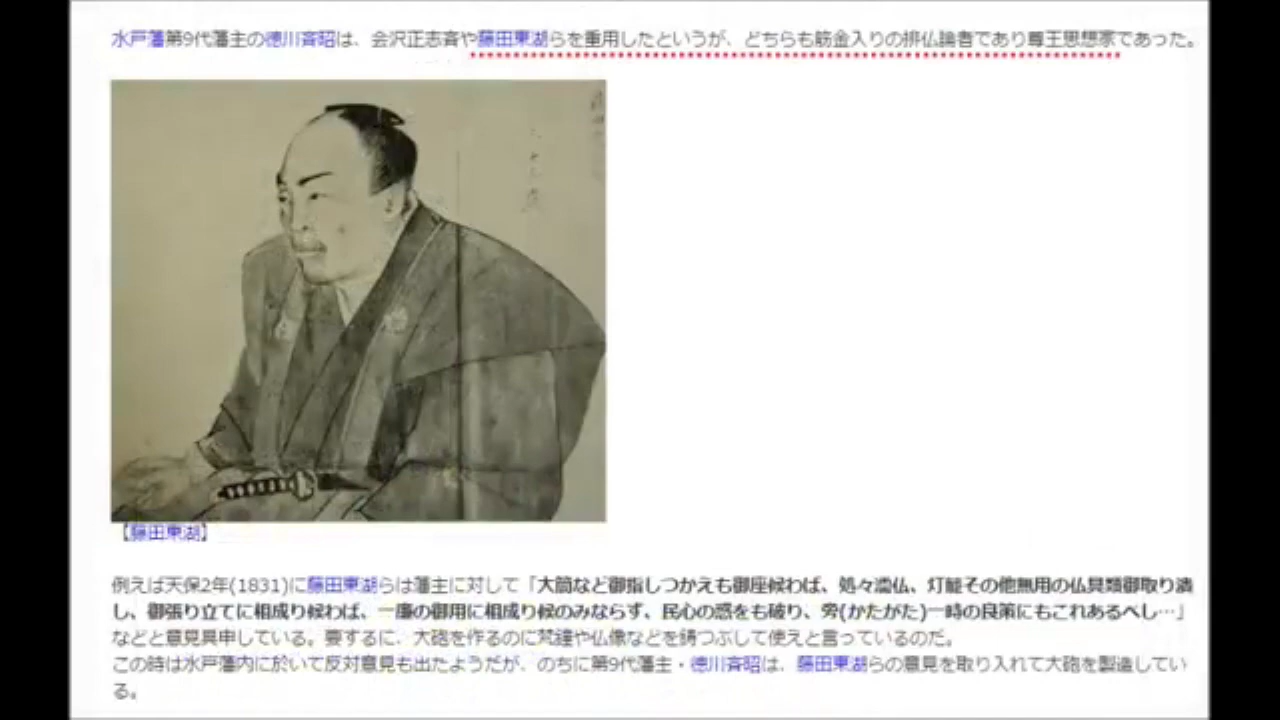 水戸藩第9代藩主の徳川斉昭は、会沢正志斎や藤田東湖らを重用したというが、どちらも筋金入りの排仏論者であり尊王思想家であった。
【藤田東湖】
例えば天保2年(1831)に藤田東湖らは藩主に対して「大筒など御指しつかえも御座候わば、処々濡仏、灯籠その他無用の仏具類御取り潰
し、御張り立てに相成り候わば、一廉の御用に相成り候のみならず、民心の惑をも破り、旁(かたがた)一時の良策にもこれあるべし…」
などと意見具申している。要するに、大砲を作るのに梵鐘や仏像などを鋳つぶして使えと言っているのだ。
この時は水戸藩内に於いて反対意見も出たようだが、のちに第9代藩主・徳川斉昭は、藤田東湖らの意見を取り入れて大砲を製造してい
る。